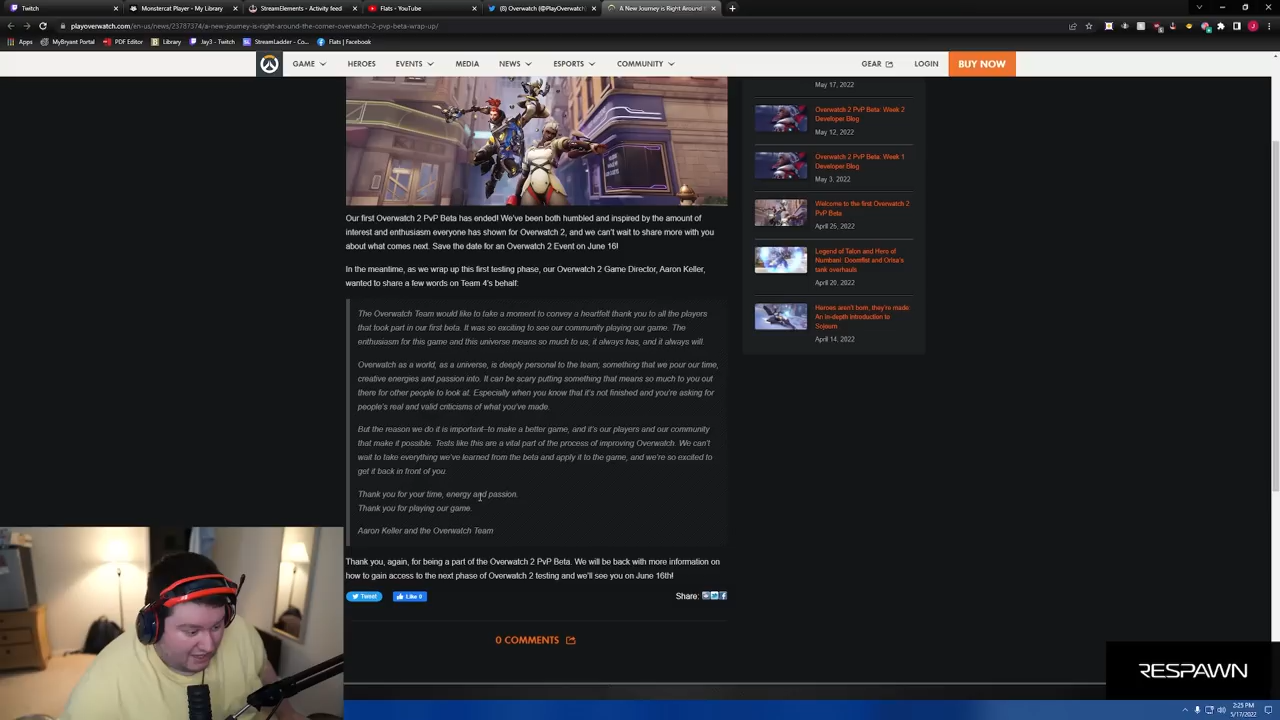 Twitch
Monstercat Player - My Library
StreamElements - Activity feed
Flats - YouTube
(8) Overwatch (@PlayOverwatch
A New Journey is Right Around t
playoverwatch.com/en-us/news/23787374/a-new-journey-is-right-around-the-corner-overwatch-2-pvp-beta-wrap-up/
Apps
MyBryant Portal
PDF Editor
Library
Jay3 - Twitch
StreamLadder - Co...
Flats | Facebook
GAME
HEROES
EVENTS
MEDIA
NEWS
ESPORTS
COMMUNITY
GEAR
LOGIN
BUY NOW
Our first Overwatch 2 PvP Beta has ended! We've been both humbled and inspired by the amount of
interest and enthusiasm everyone has shown for Overwatch 2, and we can't wait to share more with you
about what comes next. Save the date for an Overwatch 2 Event on June 16!
In the meantime, as we wrap up this first testing phase, our Overwatch 2 Game Director, Aaron Keller,
wanted to share a few words on Team 4's behalf:
The Overwatch Team would like to take a moment to convey a heartfelt thank you to all the players
that took part in our first beta. It was so exciting to see our community playing our game. The
enthusiasm for this game and this universe means so much to us, it always has, and it always will.
Overwatch as a world, as a universe, is deeply personal to the team; something that we pour our time,
creative energies and passion into. It can be scary putting something that means so much to you out
there for other people to look at. Especially when you know that it's not finished and you're asking for
people's real and valid criticisms of what you've made.
But the reason we do it is important–to make a better game, and it's our players and our community
that make it possible. Tests like this are a vital part of the process of improving Overwatch. We can't
wait to take everything we've learned from the beta and apply it to the game, and we're so excited to
get it back in front of you.
Thank you for your time, energy and passion.
Thank you for playing our game.
Aaron Keller and the Overwatch Team
Thank you, again, for being a part of the Overwatch 2 PvP Beta. We will be back with more information on
how to gain access to the next phase of Overwatch 2 testing and we'll see you on June 16th!
Tweet
Like 0
Share:
0 COMMENTS
May 17, 2022
Overwatch 2 PvP Beta: Week 2
Developer Blog
May 12, 2022
Overwatch 2 PvP Beta: Week 1
Developer Blog
May 3, 2022
Welcome to the first Overwatch 2
PvP Beta
April 25, 2022
Legend of Talon and Hero of
Numbani: Doomfist and Orisa's
tank overhauls
April 20, 2022
Heroes aren't born, they're made:
An In-depth Introduction to
Sojourn
April 14, 2022
RESPAWN
2:25 PM
5/17/2022